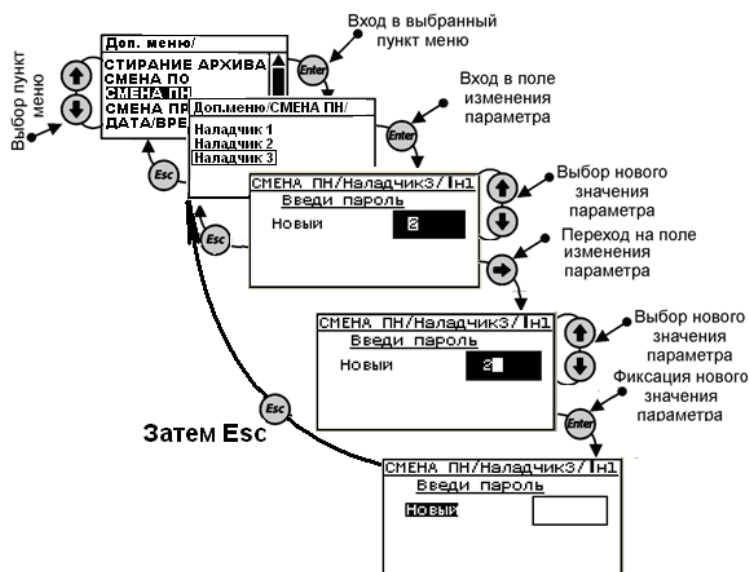 Выбор пункт
меню
Доп. меню/
СТИРАНИЕ АРХИВА
СМЕНА ПО
СМЕНА ПН
СМЕНА ПР
ДАТА/ВРЕ
Enter
Вход в выбранный
пункт меню
Esc
Доп.меню/СМЕНА ПН/
Наладчик 1
Наладчик 2
Наладчик 3
Enter
Вход в поле
изменения
параметра
Esc
СМЕНА ПН/Наладчик3/Пн1
Введи пароль
Новый
2
Выбор нового
значения
параметра
Переход на поле
изменения
параметра
СМЕНА ПН/Наладчик3/Пн1
Введи пароль
Новый
2
Выбор нового
значения
параметра
Enter
Фиксация нового
значения
параметра
Esc
Затем Esc
СМЕНА ПН/Наладчик3/Пн1
Введи пароль
Новый